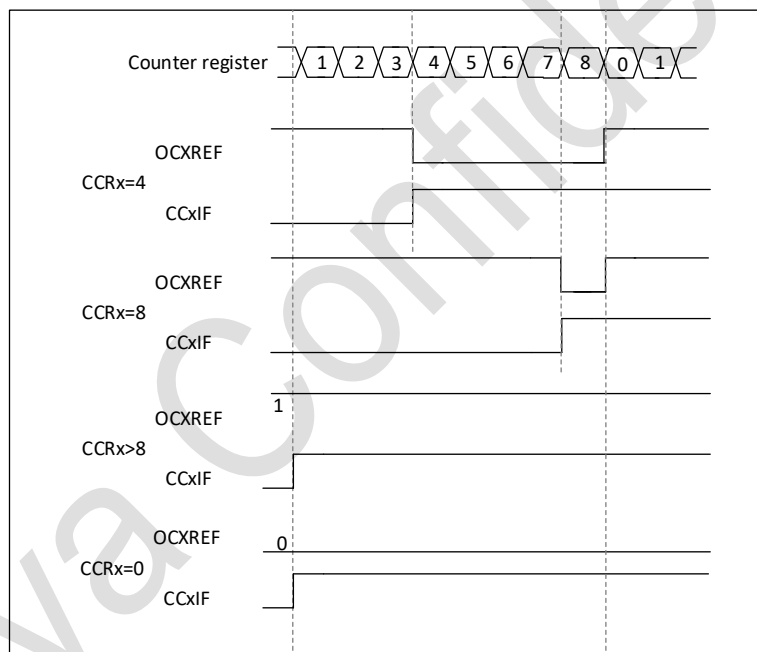 Counter register 1 2 3 4 5 6 7 8 0 1
OCXREF
CCRx=4
CCxIF
OCXREF
CCRx=8
CCxIF
1
OCXREF
CCRx>8
CCxIF
OCXREF 0
CCRx=0
CCxIF